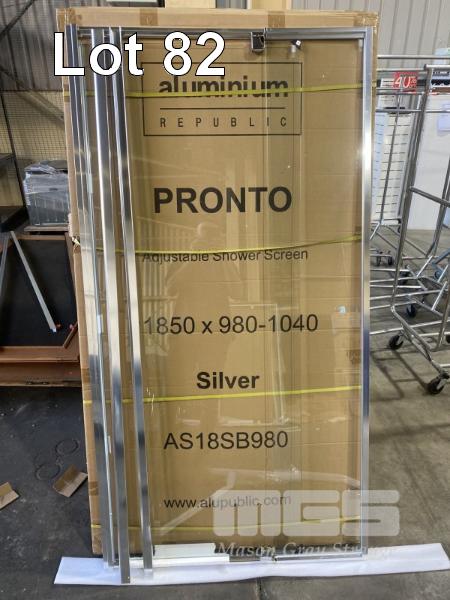 Lot 82
aluminium
REPUBLIC
PRONTO
Adjustable Shower Screen
1850 x 980-1040
Silver
AS18SB980
www.alupublic.com
MGS
Mason Gray Strange
4U